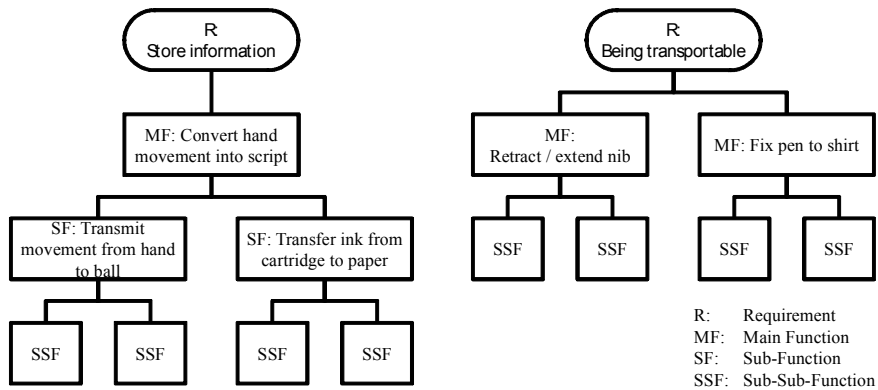 R:
Store information
R:
Being transportable
MF: Convert hand
movement into script
MF:
Retract / extend nib
MF: Fix pen to shirt
SF: Transmit
movement from hand
to ball
SF: Transfer ink from
cartridge to paper
SSF
SSF
SSF
SSF
SSF
SSF
SSF
SSF
R: Requirement
MF: Main Function
SF: Sub-Function
SSF: Sub-Sub-Function